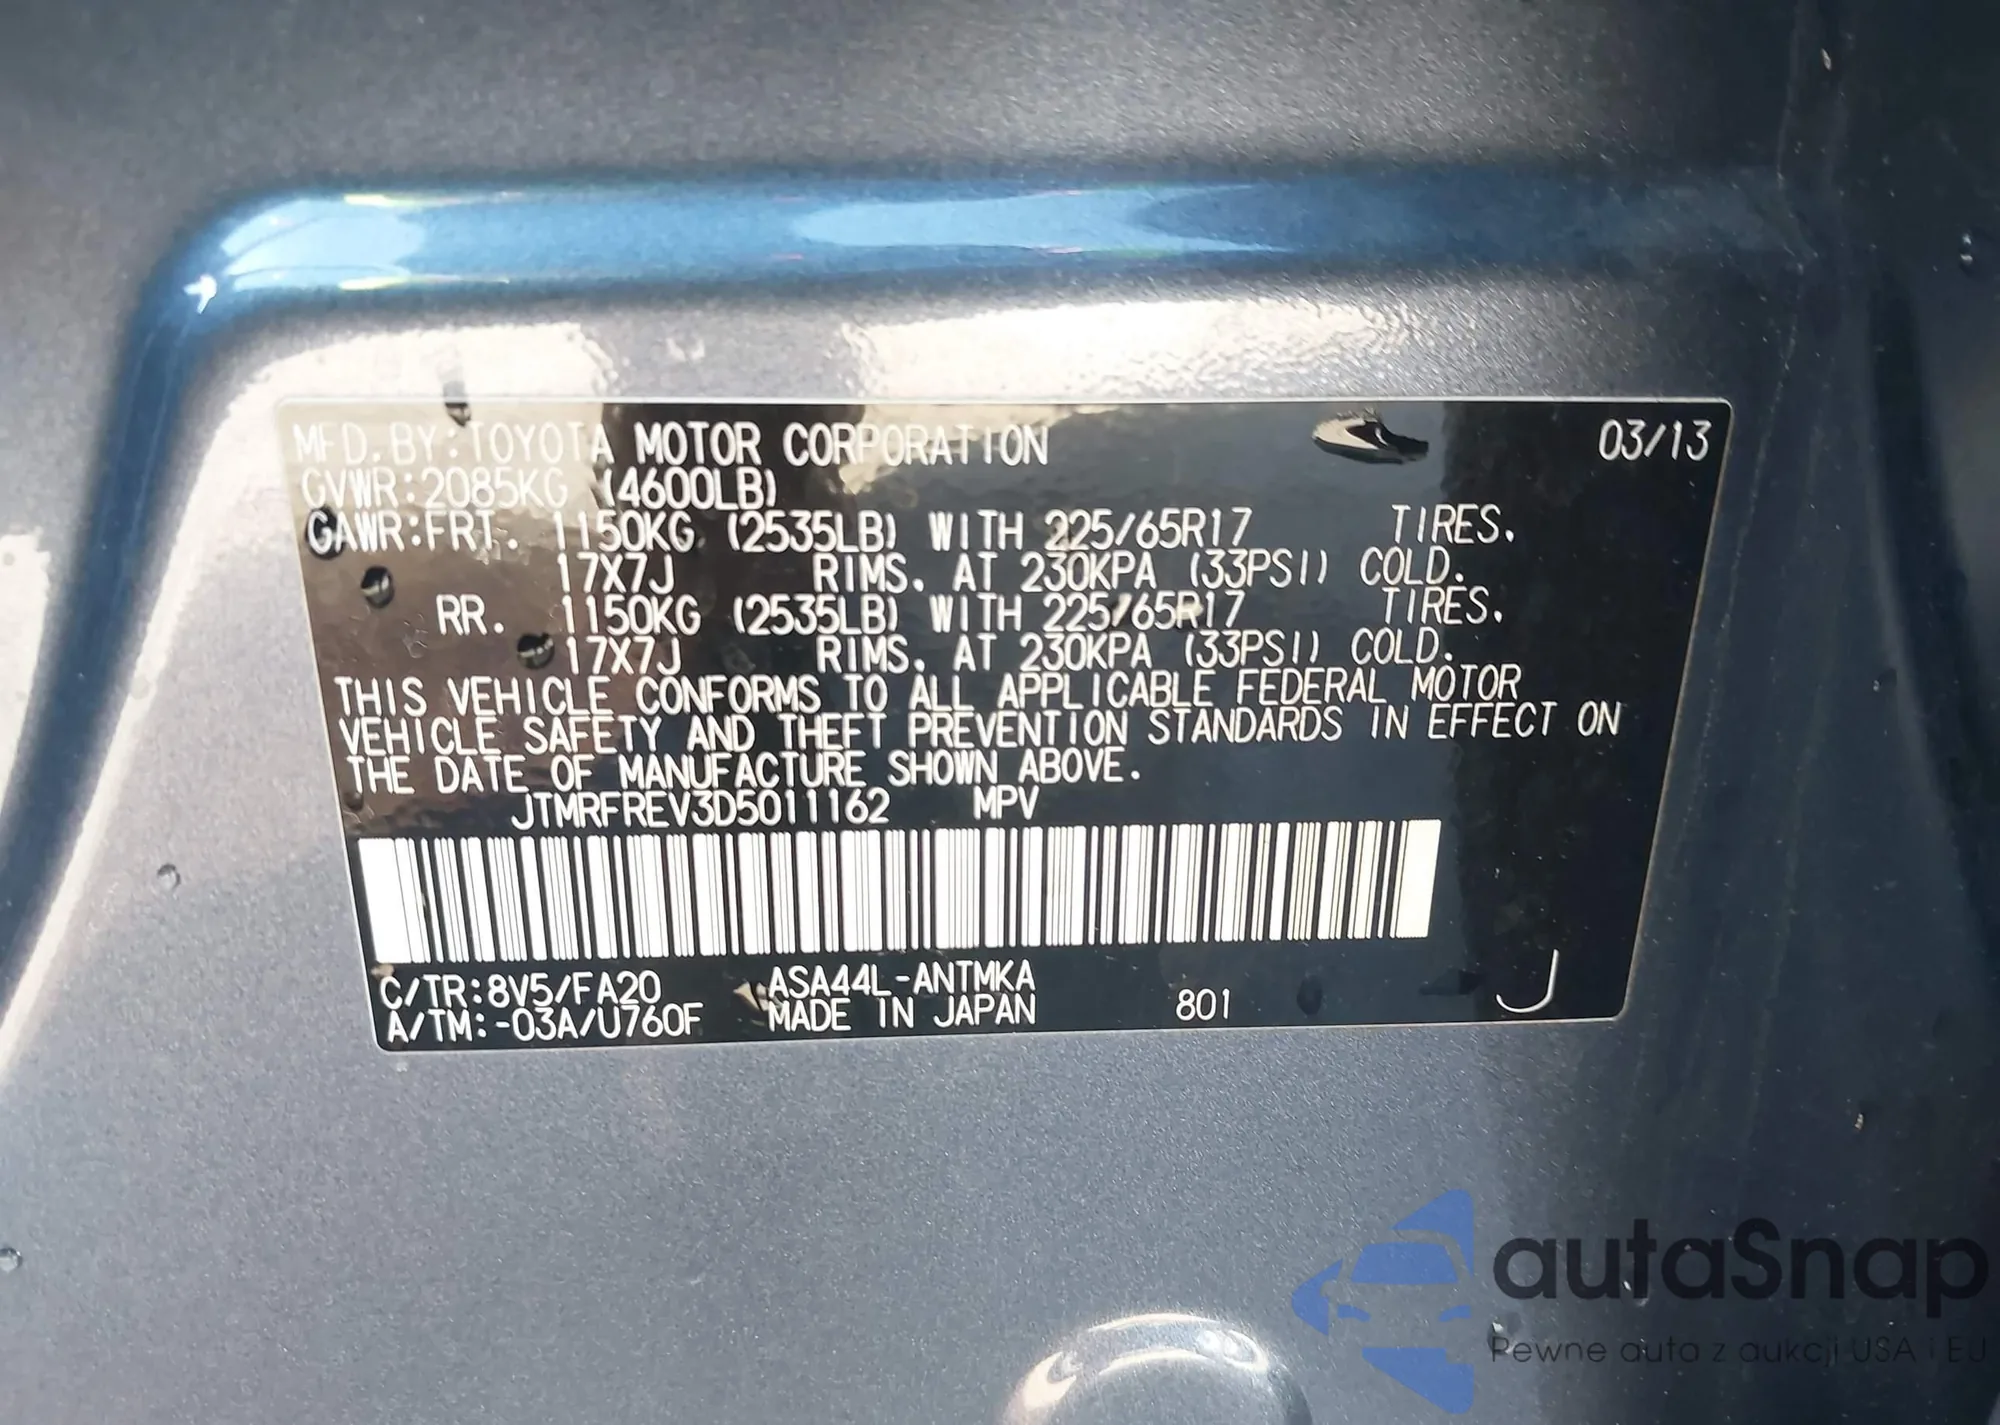 MFD.BY:TOYOTA MOTOR CORPORATION 03/13
GVWR:2085KG (4600LB)
GAWR:FRT. 1150KG (2535LB) WITH 225/65R17 TIRES.
17X7J RIMS. AT 230KPA (33PSI) COLD.
RR. 1150KG (2535LB) WITH 225/65R17 TIRES.
17X7J RIMS. AT 230KPA (33PSI) COLD.
THIS VEHICLE CONFORMS TO ALL APPLICABLE FEDERAL MOTOR
VEHICLE SAFETY AND THEFT PREVENTION STANDARDS IN EFFECT ON
THE DATE OF MANUFACTURE SHOWN ABOVE.
JTMRFREV3D5011162 MPV
C/TR:8V5/FA20 ASA44L-ANTMKA
A/TM:-03A/U760F MADE IN JAPAN 801 J
autaSnap
Pewne auta z aukcji USA i EU